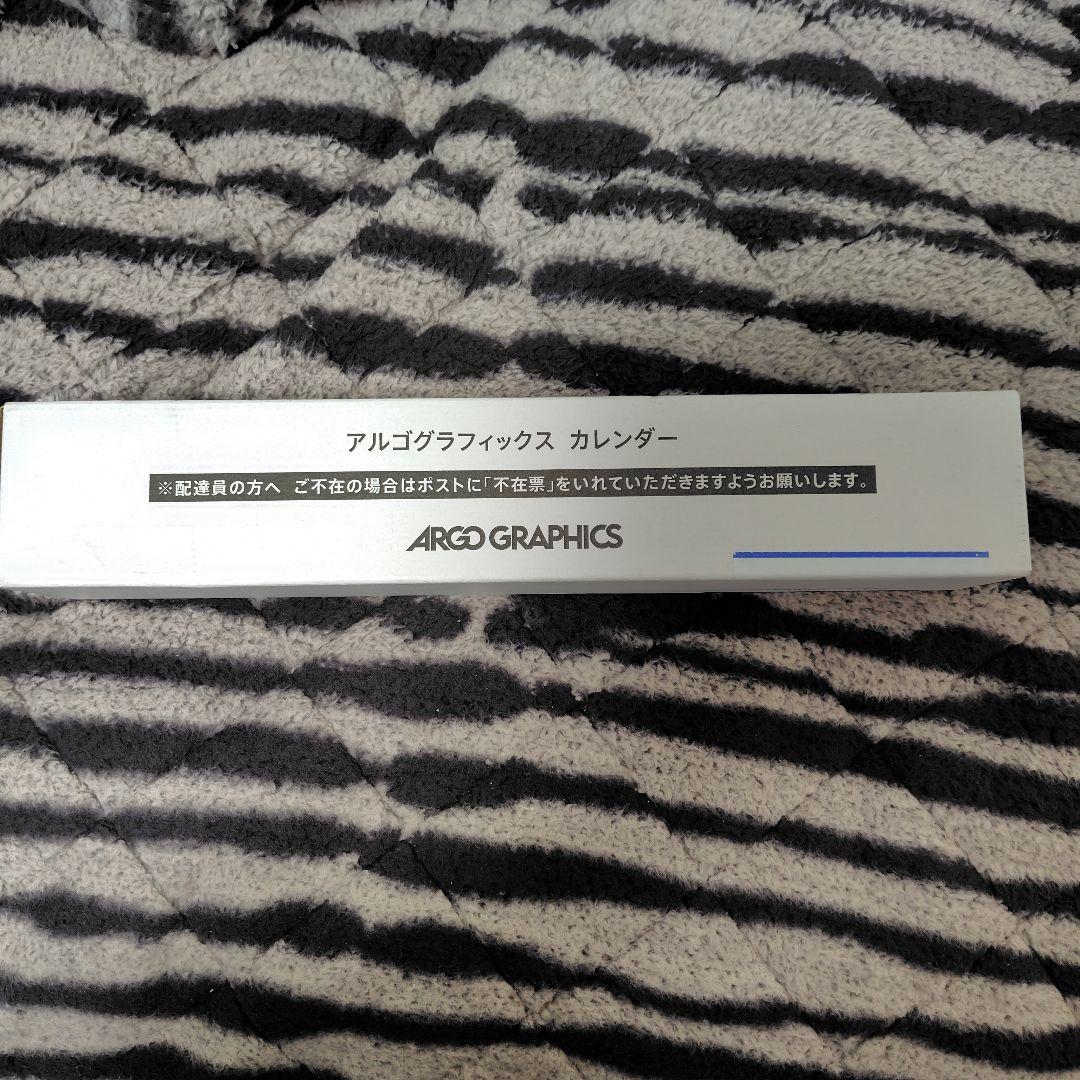 アルゴグラフィックス カレンダー
※配達員の方へ ご不在の場合はポストに「不在票」をいれていただきますようお願いします。
ARGO GRAPHICS